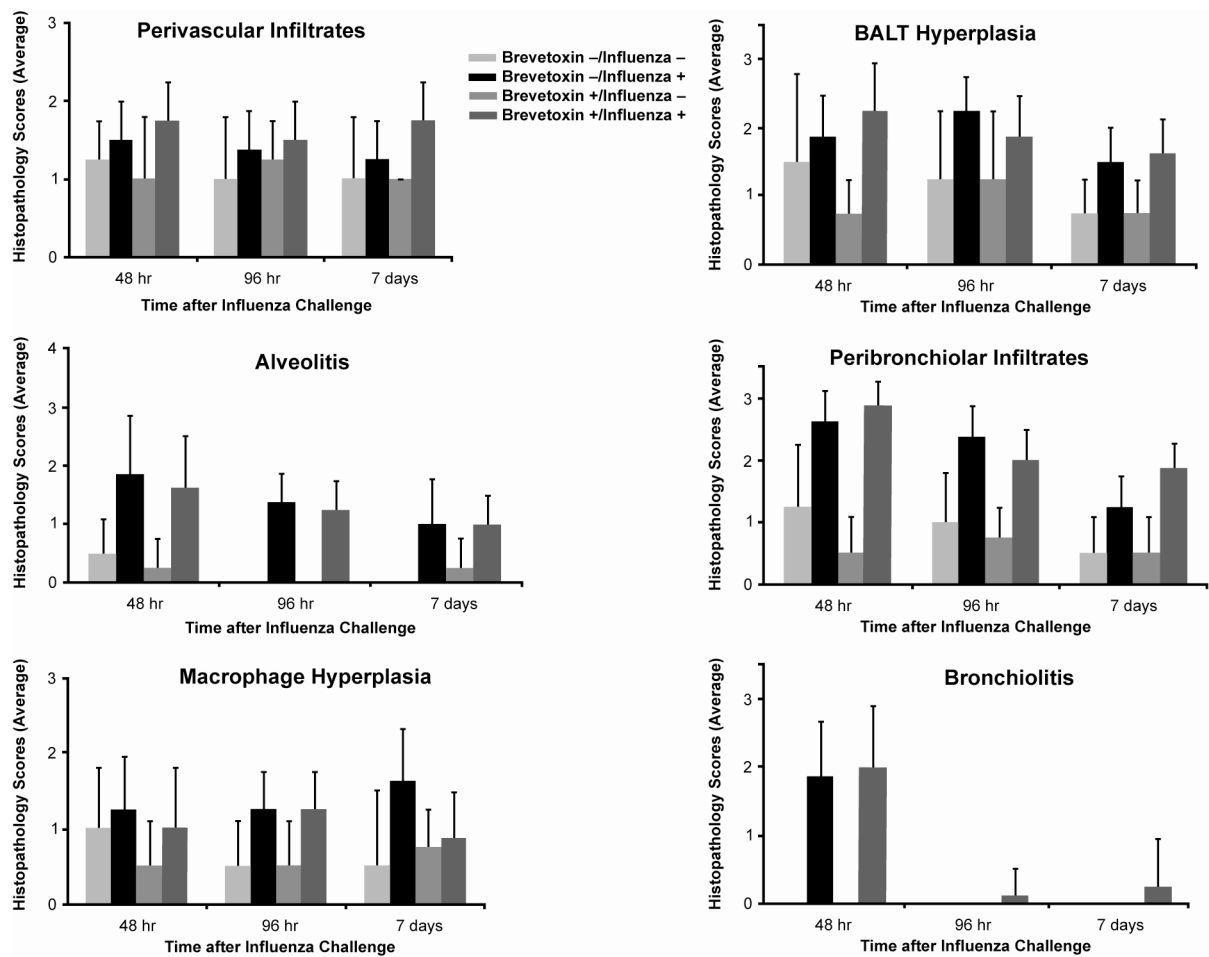 Perivascular Infiltrates
Histopathology Scores (Average)
3
2
1
0
48 hr
96 hr
7 days
Time after Influenza Challenge
Brevetoxin –/Influenza –
Brevetoxin –/Influenza +
Brevetoxin +/Influenza –
Brevetoxin +/Influenza +
BALT Hyperplasia
Histopathology Scores (Average)
3
2
1
0
48 hr
96 hr
7 days
Time after Influenza Challenge
Alveolitis
Histopathology Scores (Average)
4
3
2
1
0
48 hr
96 hr
7 days
Time after Influenza Challenge
Peribronchiolar Infiltrates
Histopathology Scores (Average)
3
2
1
0
48 hr
96 hr
7 days
Time after Influenza Challenge
Macrophage Hyperplasia
Histopathology Scores (Average)
3
2
1
0
48 hr
96 hr
7 days
Time after Influenza Challenge
Bronchiolitis
Histopathology Scores (Average)
3
2
1
0
48 hr
96 hr
7 days
Time after Influenza Challenge